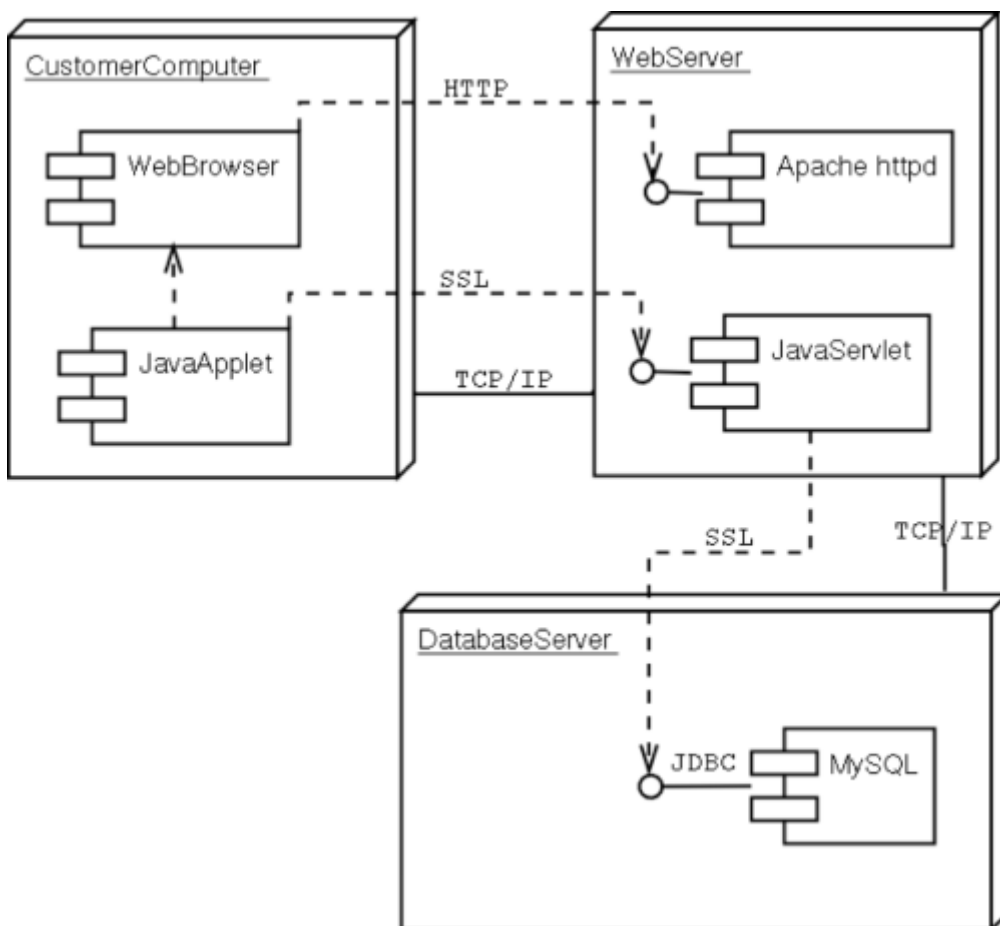 CustomerComputer
WebServer
HTTP
WebBrowser
Apache httpd
SSL
JavaApplet
JavaServlet
TCP/IP
SSL
TCP/IP
DatabaseServer
JDBC
MySQL